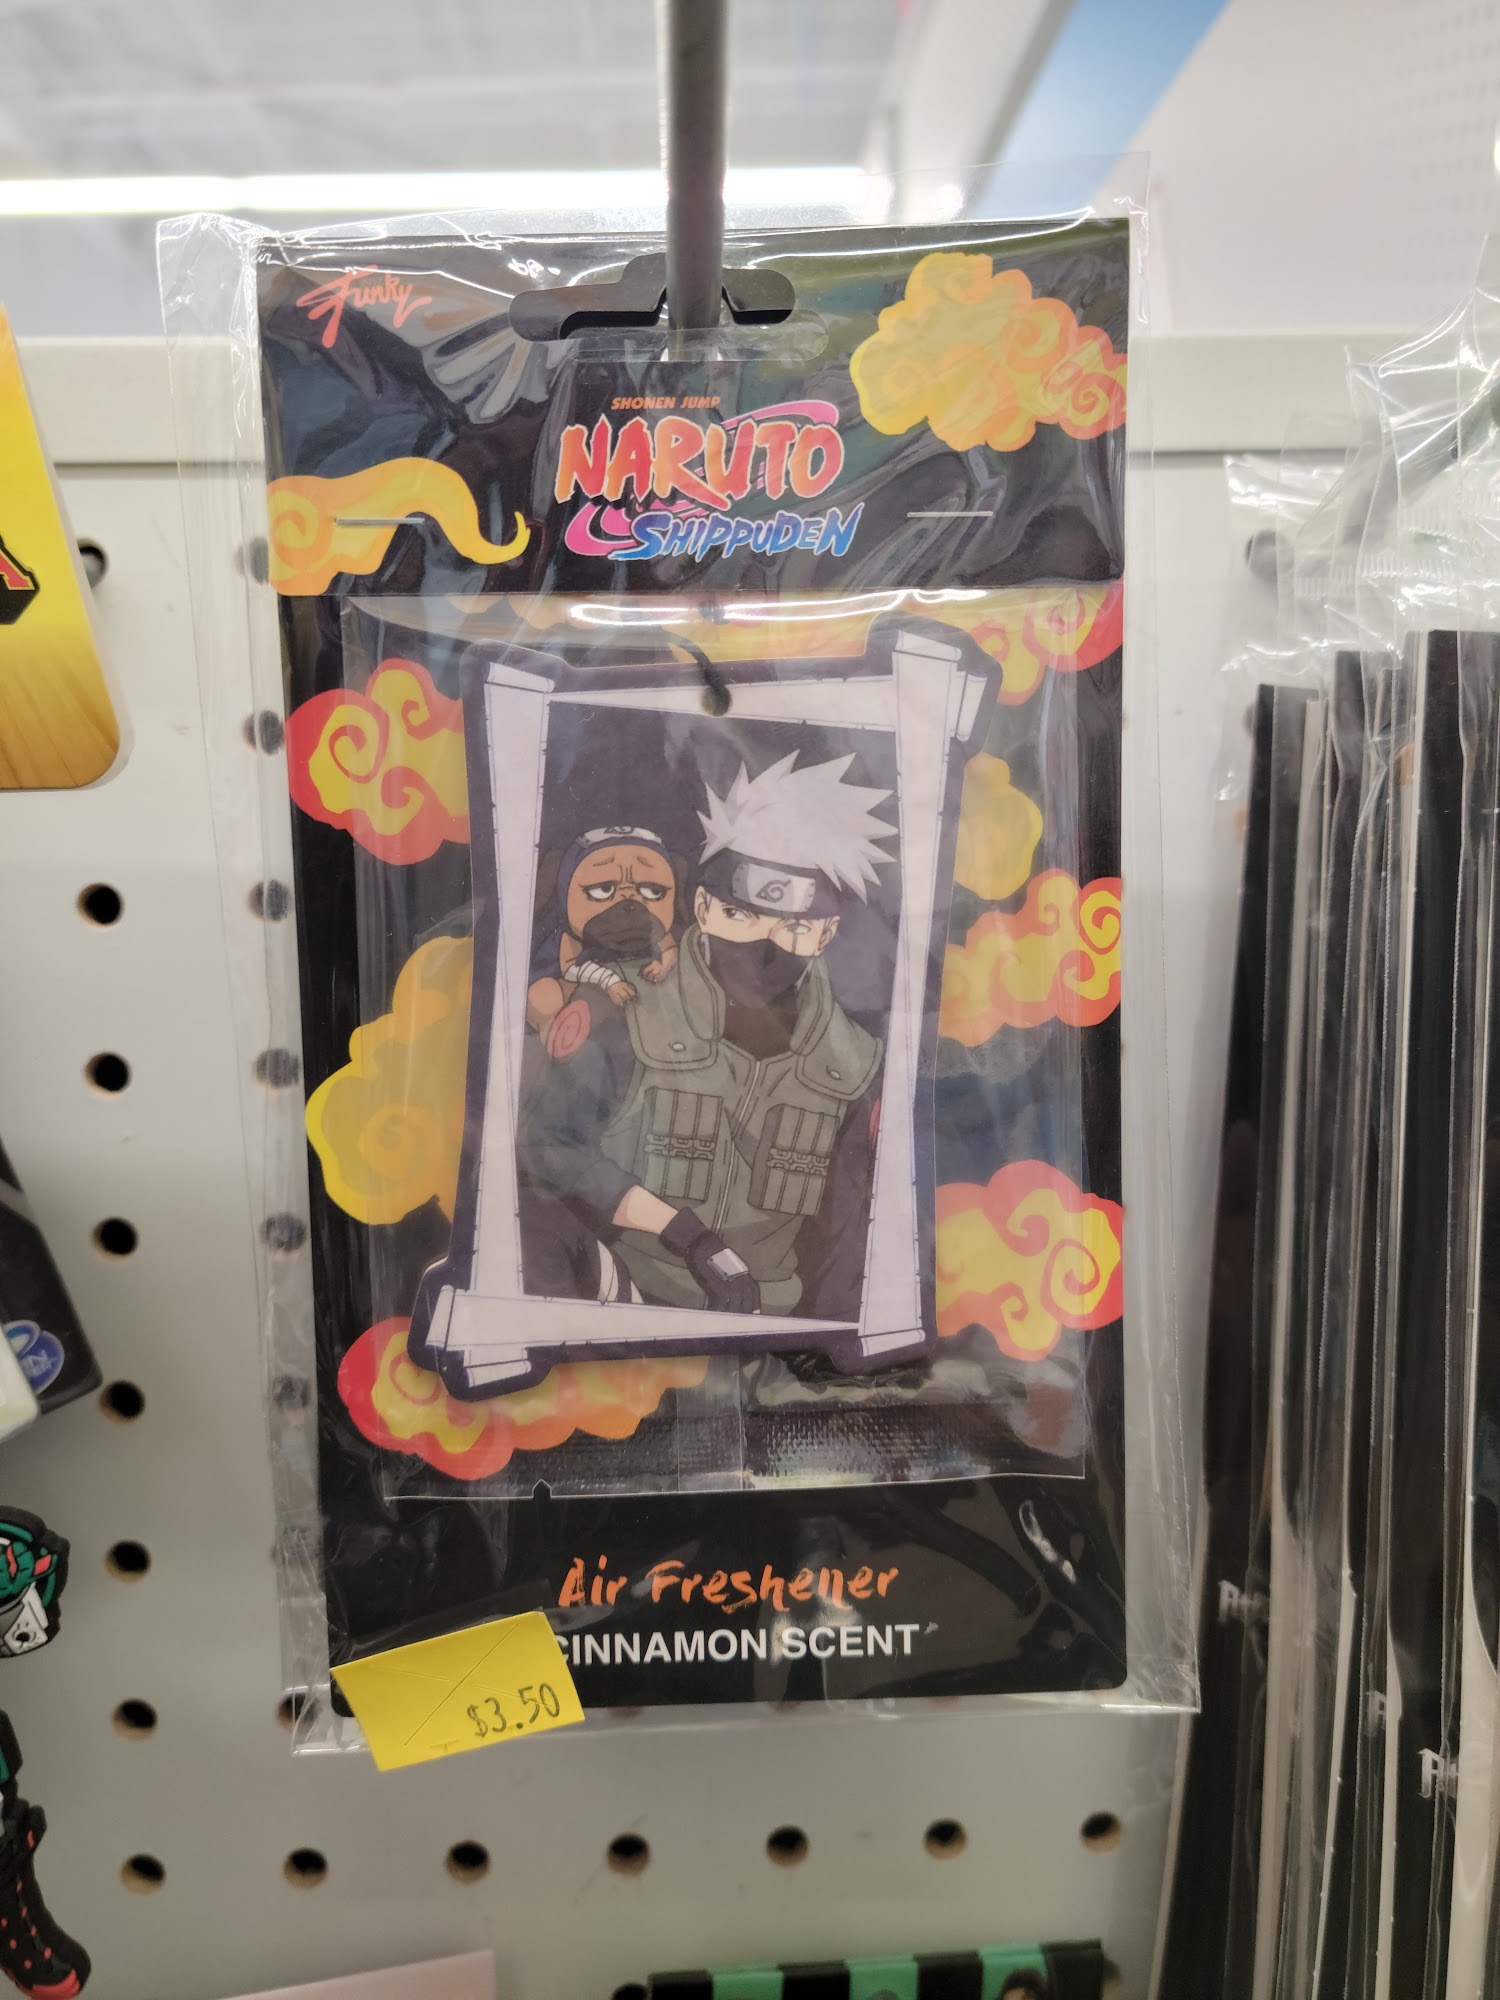 Funky
SHONEN JUMP
NARUTO
SHIPPUDEN
Air Freshener
CINNAMON SCENT
$3.50